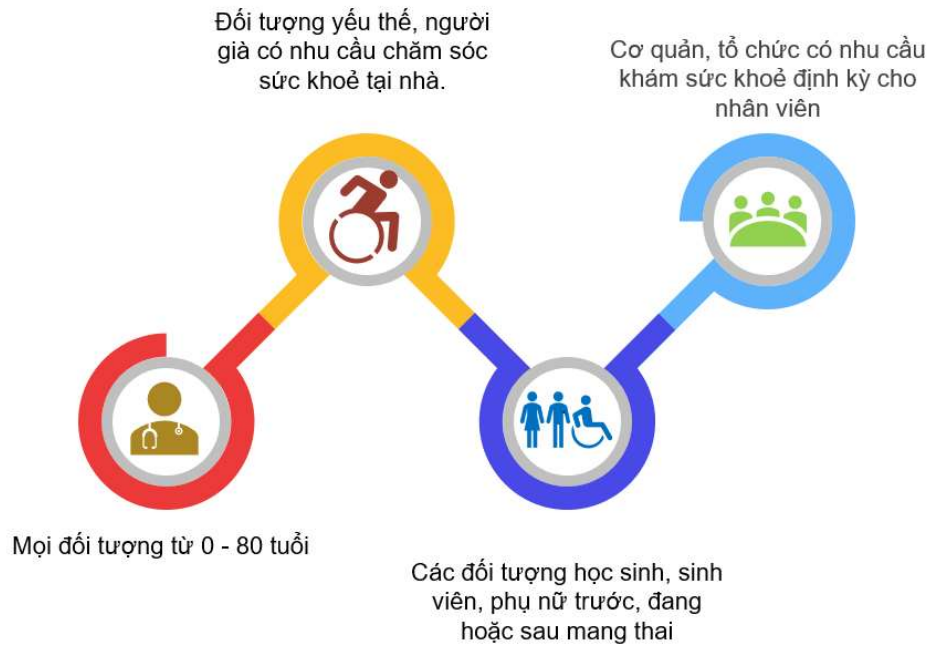 Đối tượng yếu thế, người
già có nhu cầu chăm sóc
sức khoẻ tại nhà.
Cơ quản, tổ chức có nhu cầu
khám sức khoẻ định kỳ cho
nhân viên
Mọi đối tượng từ 0 - 80 tuổi
Các đối tượng học sinh, sinh
viên, phụ nữ trước, đang
hoặc sau mang thai